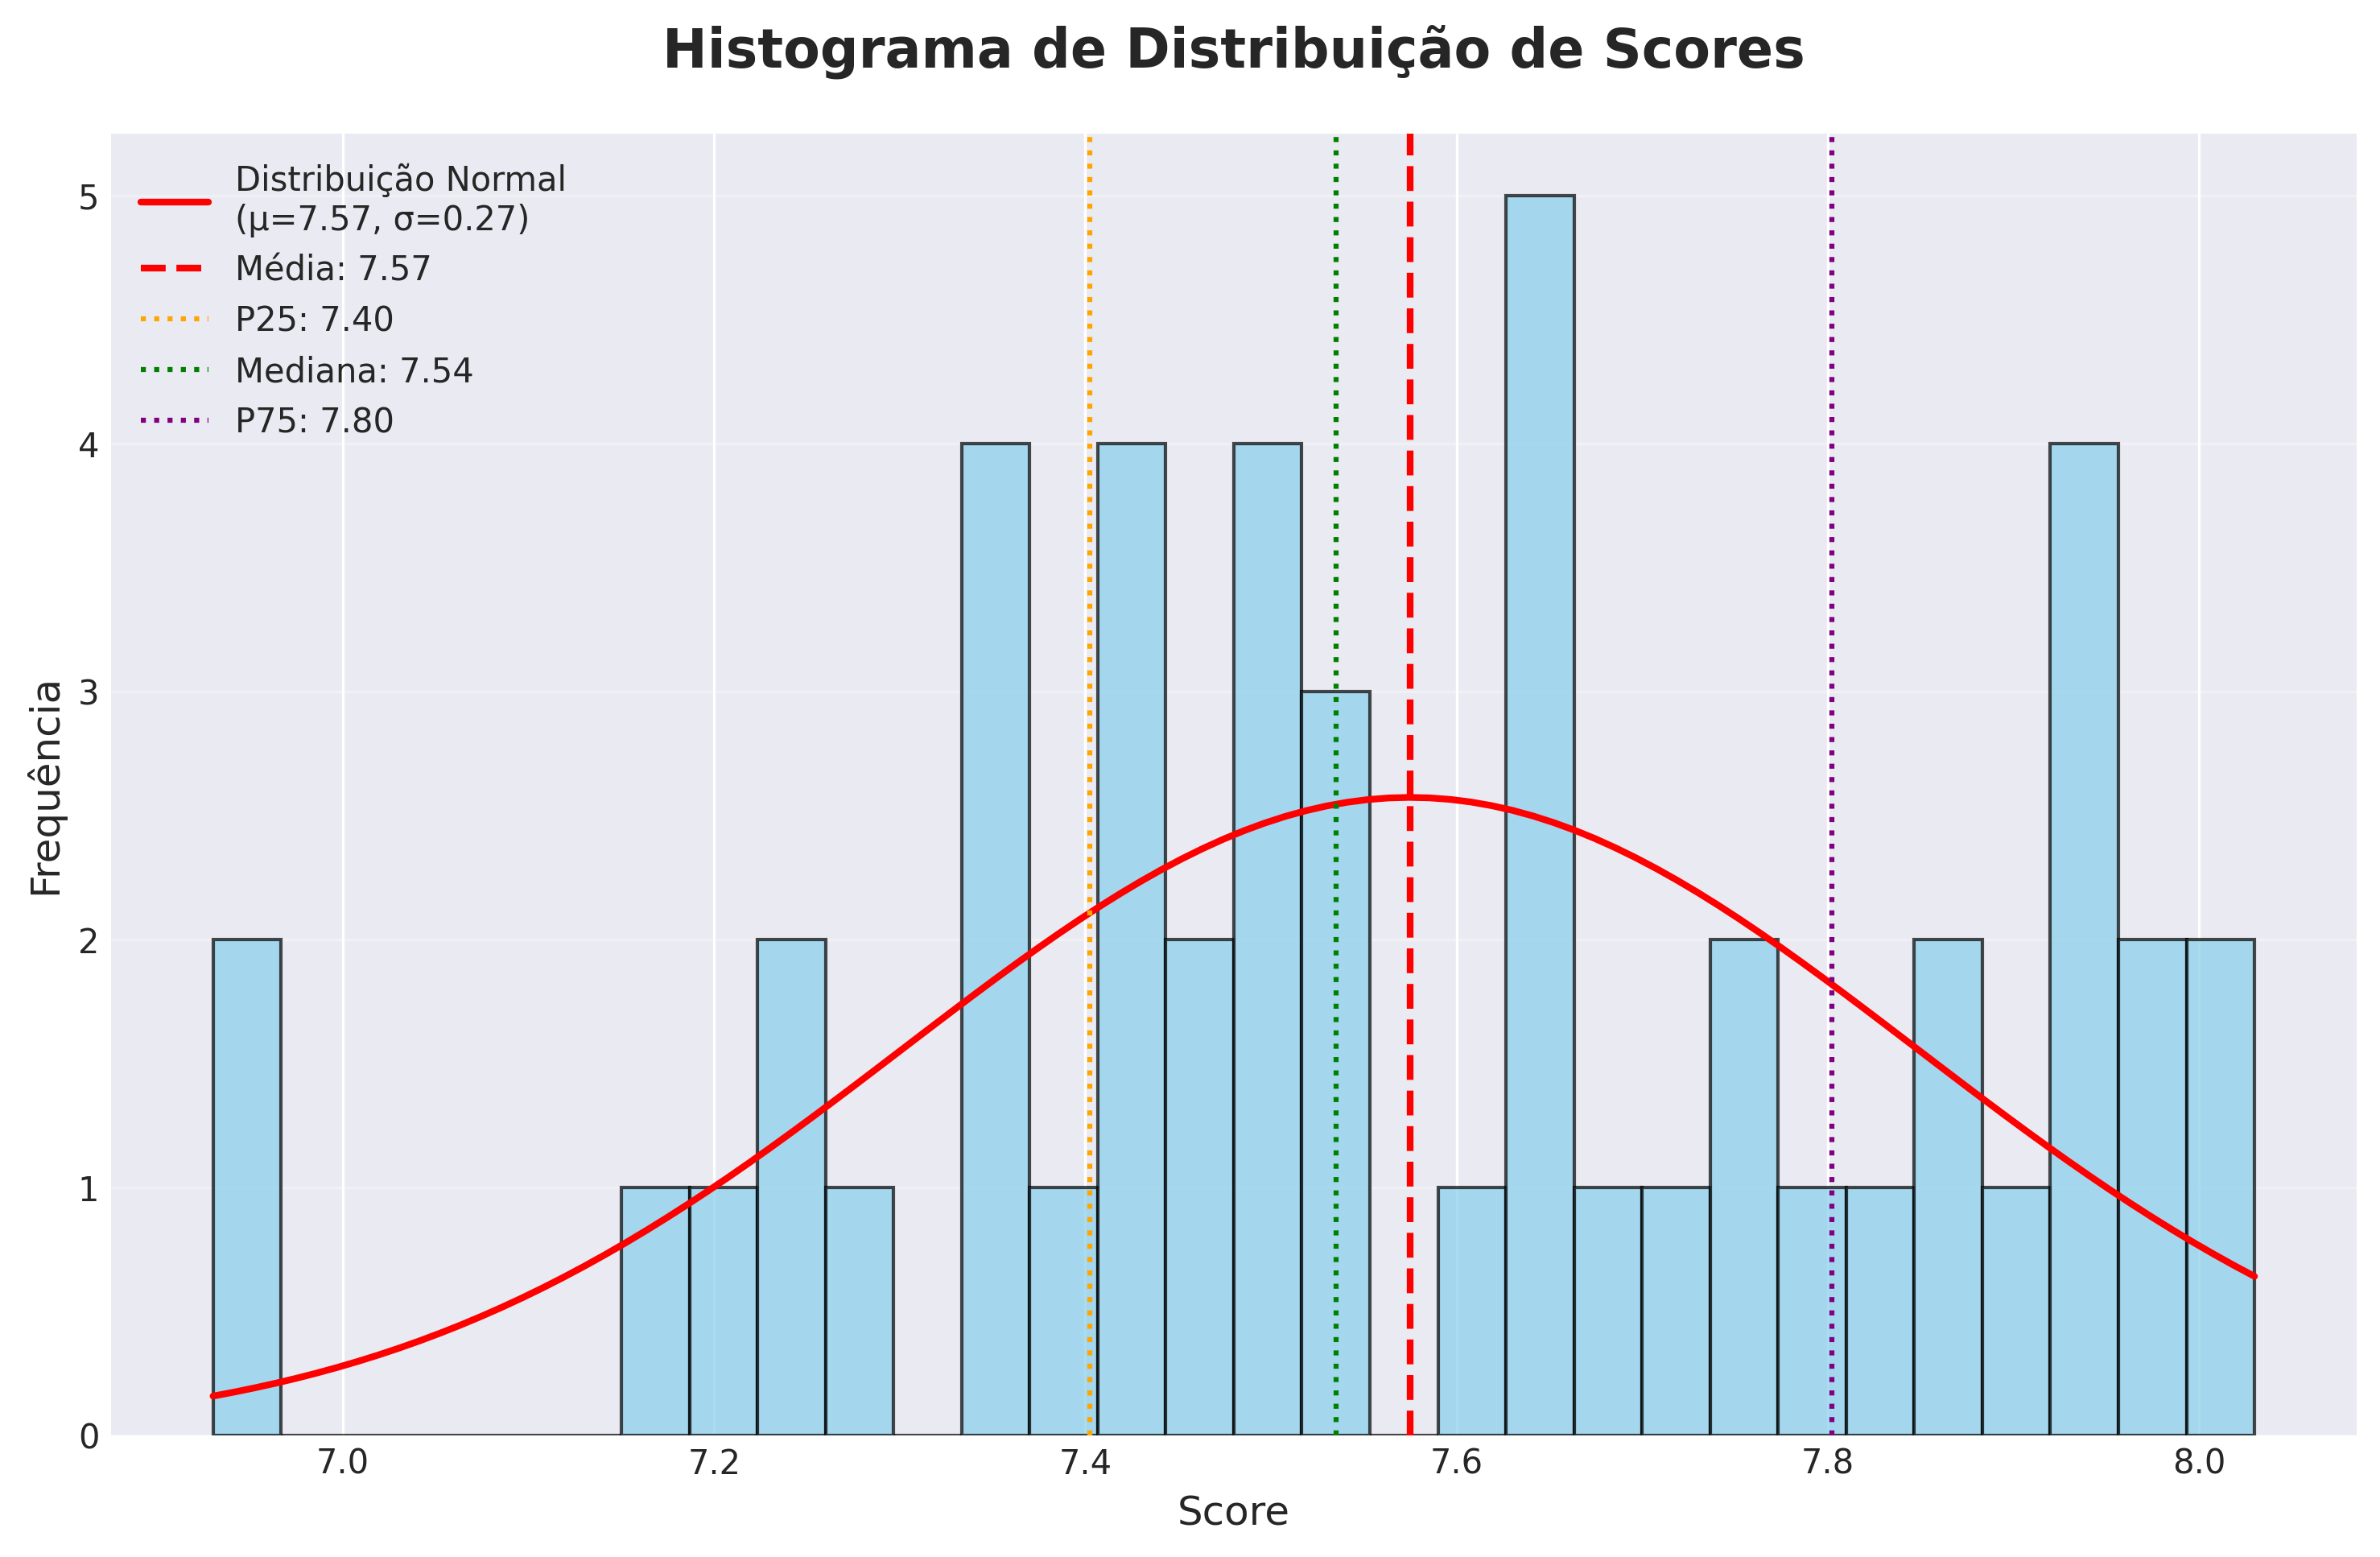 Histograma de Distribuição de Scores
Distribuição Normal
(μ=7.57, σ=0.27)
Média: 7.57
P25: 7.40
Mediana: 7.54
P75: 7.80
Frequência
5
4
3
2
1
0
7.0 7.2 7.4 7.6 7.8 8.0
Score